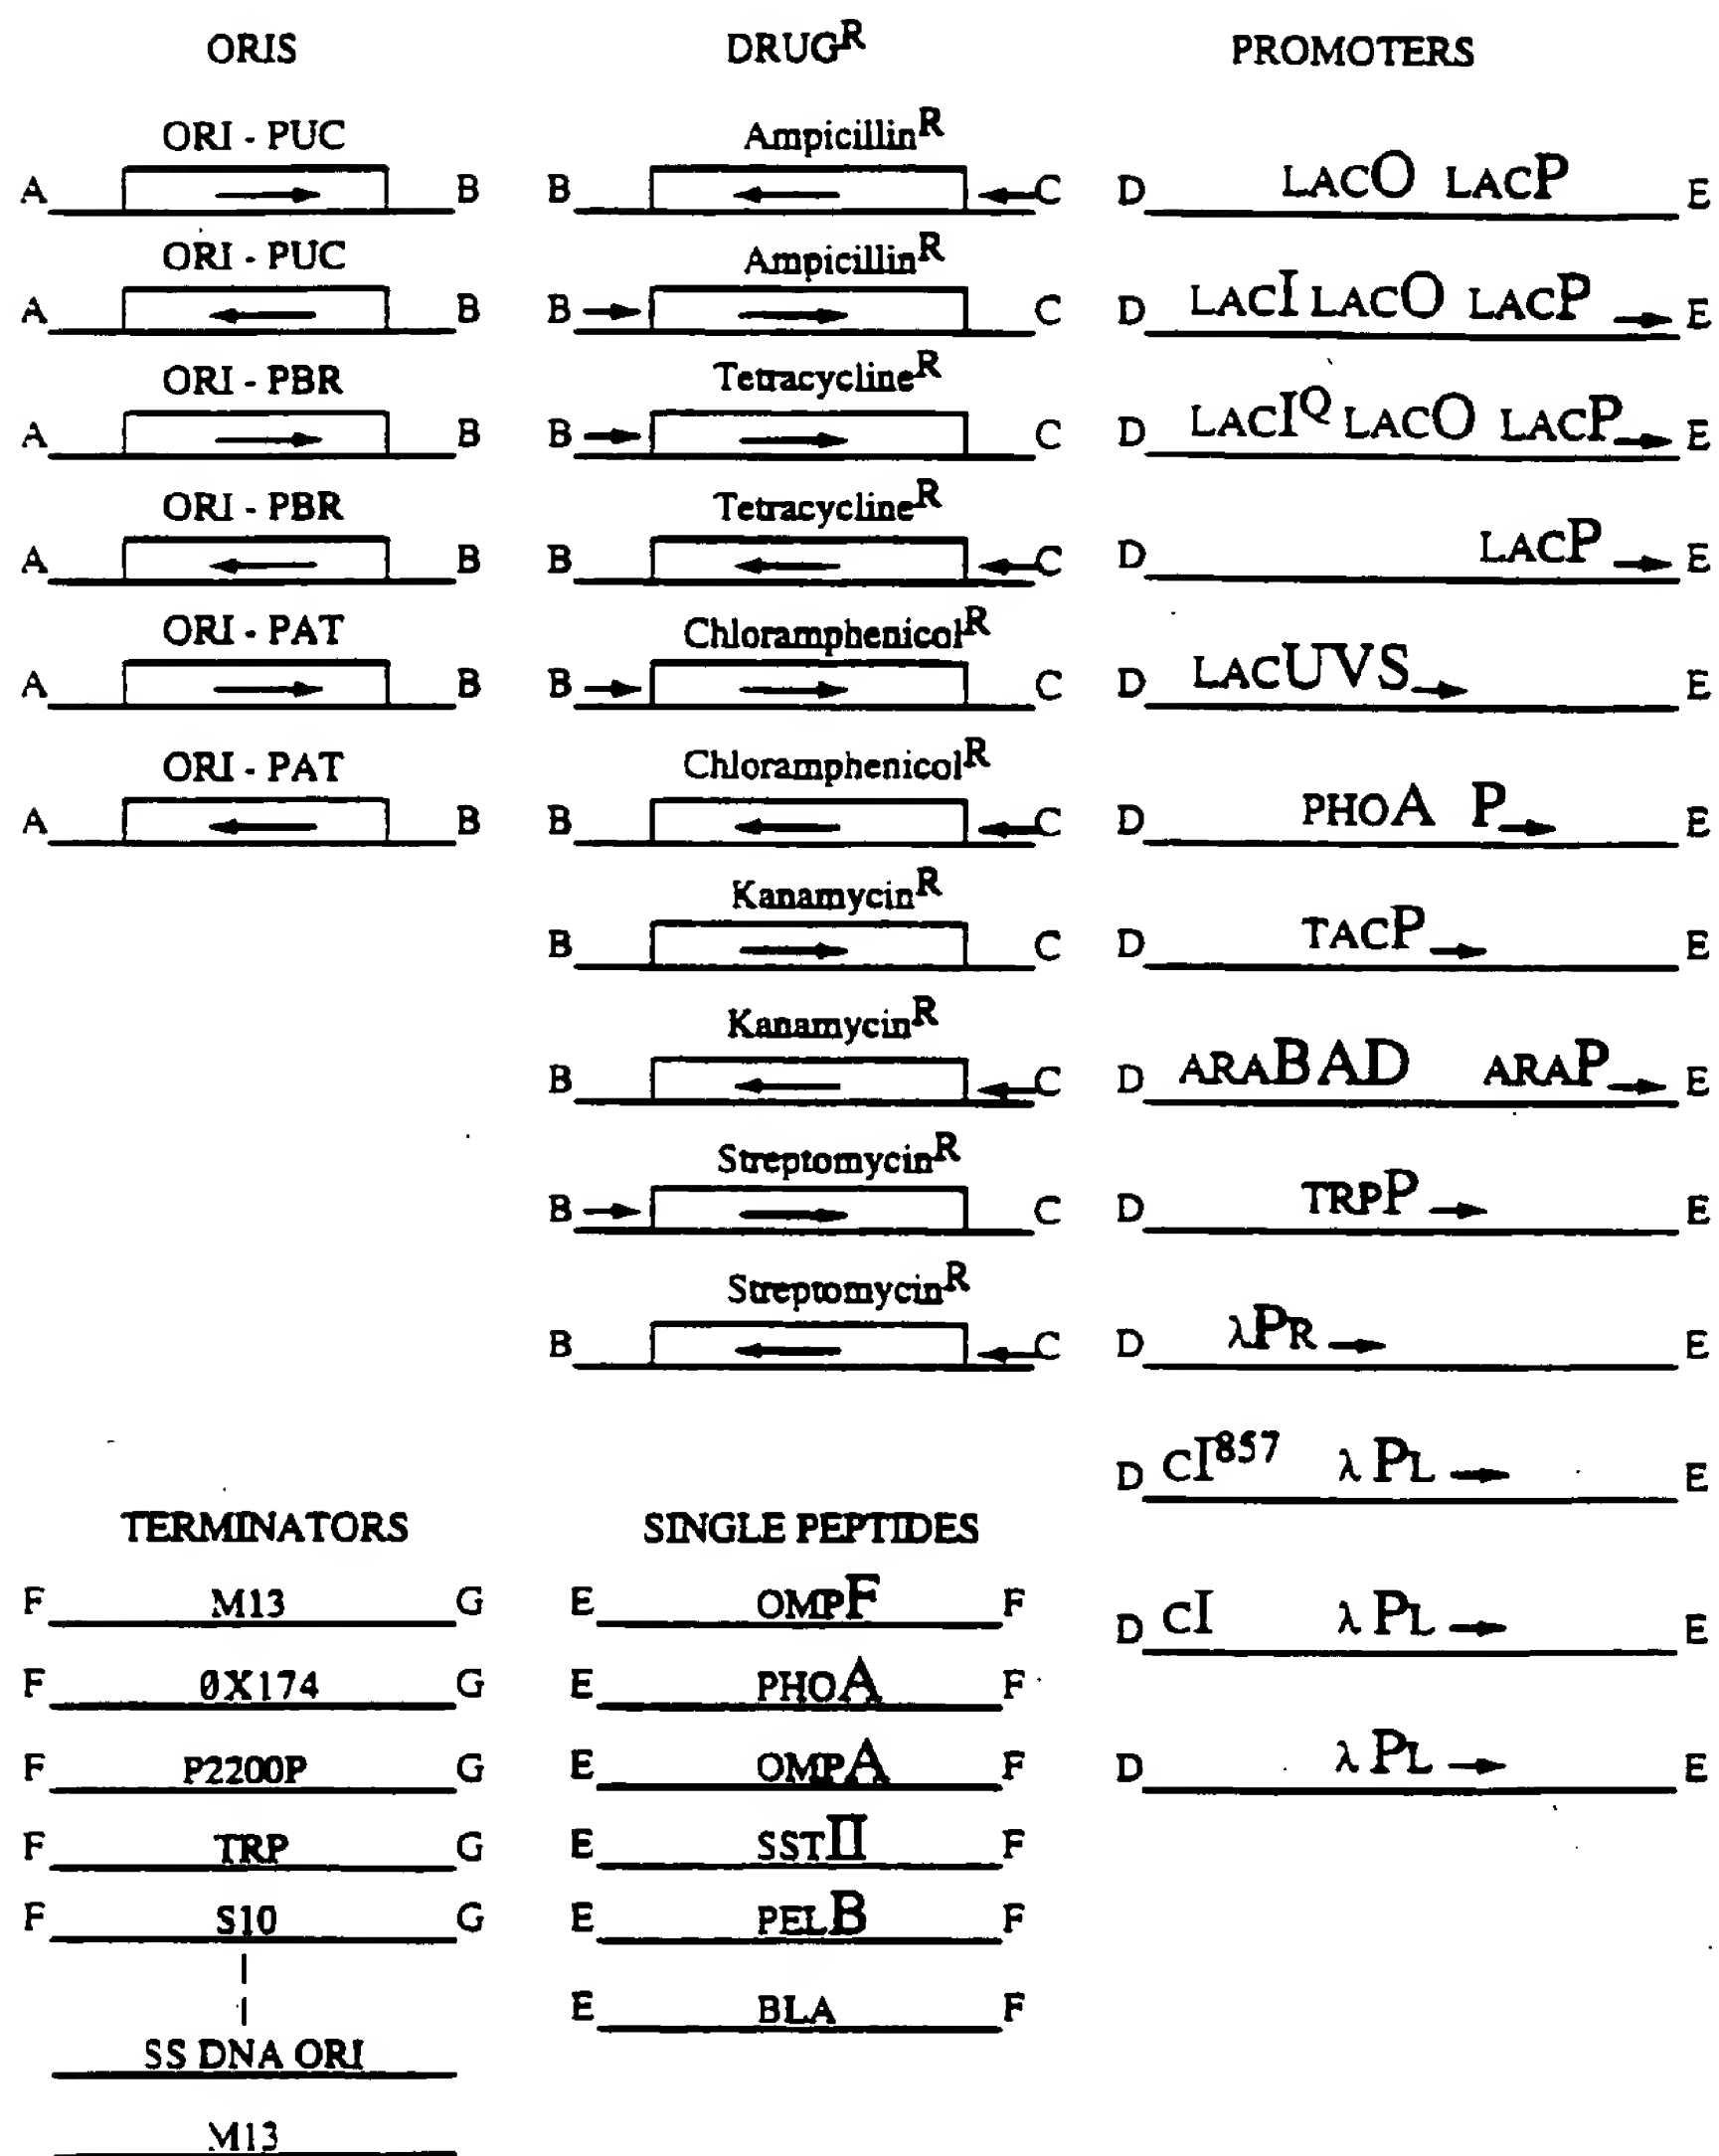 ORIS DRUGR PROMOTERS
ORI - PUC AmpicillinR
A B B C D LACO LACP E
ORI - PUC AmpicillinR
A B B C D LACI LACO LACP E
ORI - PBR TetracyclineR
A B B C D LACIQ LACO LACP E
ORI - PBR TetracyclineR
A B B C D LACP E
ORI - PAT ChloramphenicolR
A B B C D LACUVS E
ORI - PAT ChloramphenicolR
A B B C D PHOA P E
KanamycinR
B C D TACP E
KanamycinR
B C D ARABAD ARAP E
StreptomycinR
B C D TRPP E
StreptomycinR
B C D λPR E
D CI857 λ PL E
TERMINATORS SINGLE PEPTIDES
F M13 G E OMPF F D CI λ PL E
F 0X174 G E PHOA F
F P2200P G E OMPA F D λ PL E
F TRP G E SSTII F
F S10 G E PELB F
E BLA F
SS DNA ORI
M13